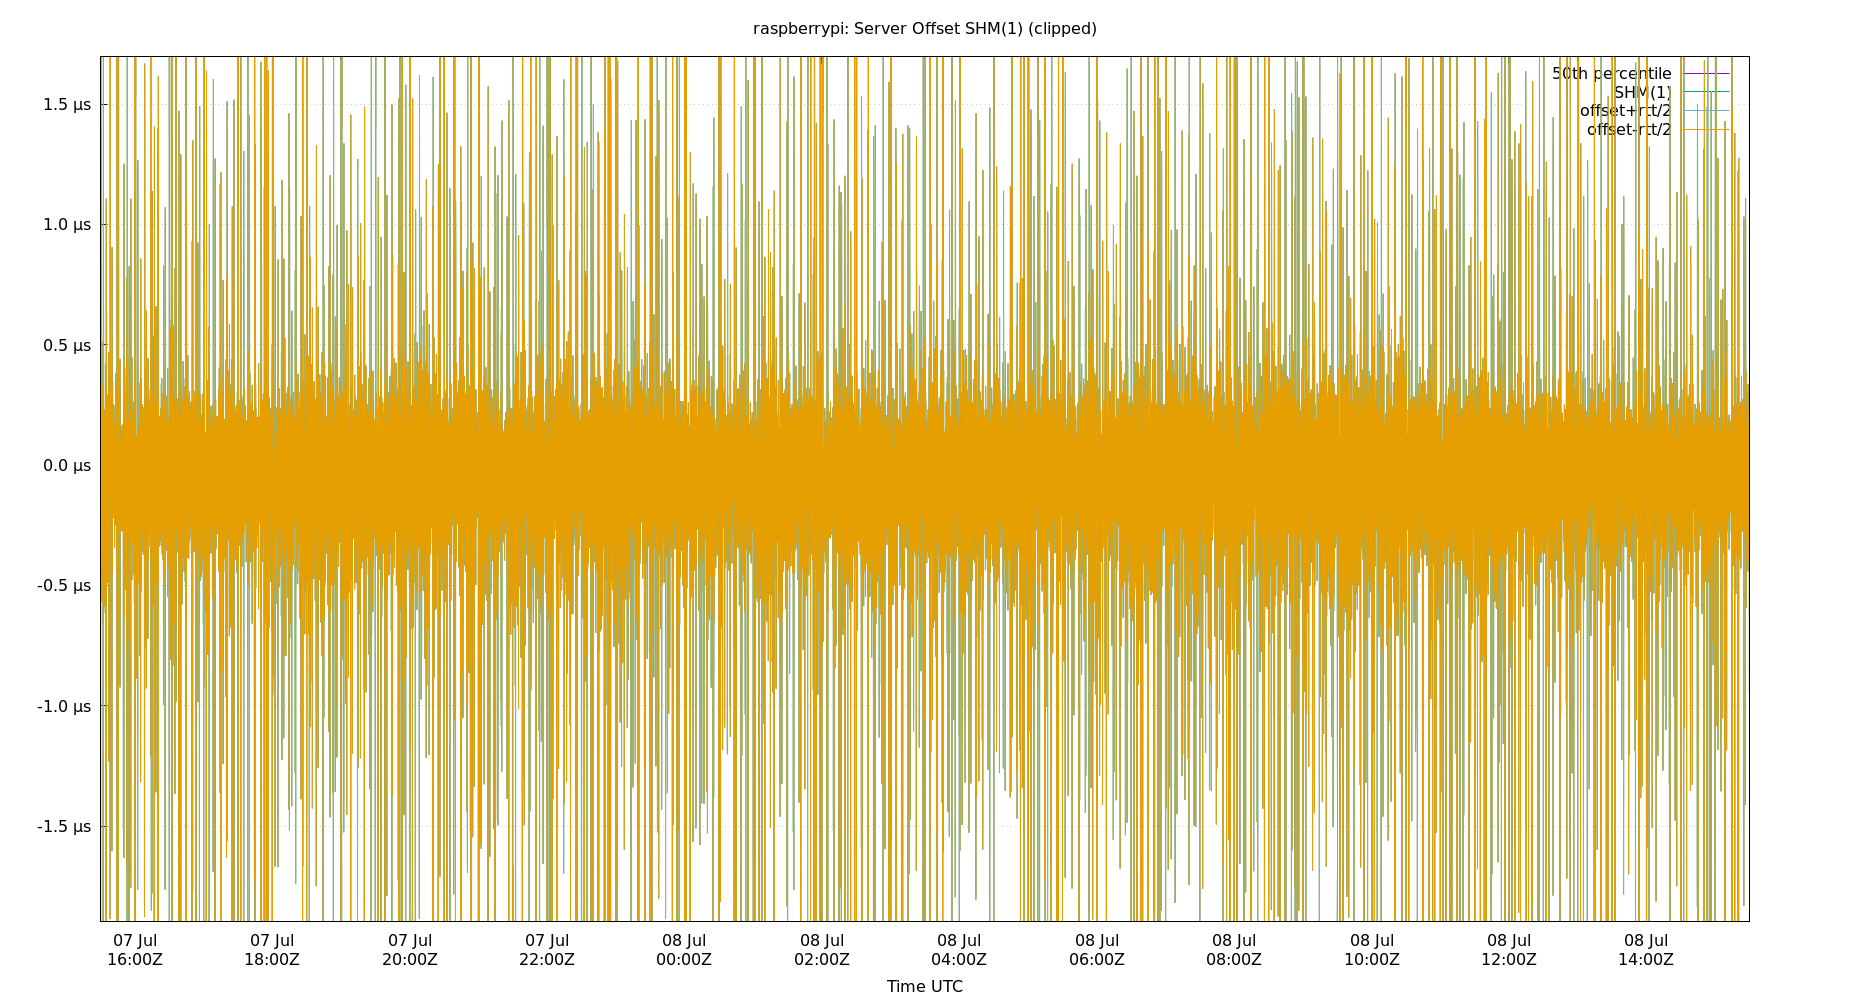 raspberrypi: Server Offset SHM(1) (clipped)
50th percentile
SHM(1)
offset+rtt/2
offset-rtt/2
1.5 µs
1.0 µs
0.5 µs
0.0 µs
-0.5 µs
-1.0 µs
-1.5 µs
07 Jul 07 Jul 07 Jul 07 Jul 08 Jul 08 Jul 08 Jul 08 Jul 08 Jul 08 Jul 08 Jul 08 Jul
16:00Z 18:00Z 20:00Z 22:00Z 00:00Z 02:00Z 04:00Z 06:00Z 08:00Z 10:00Z 12:00Z 14:00Z
Time UTC